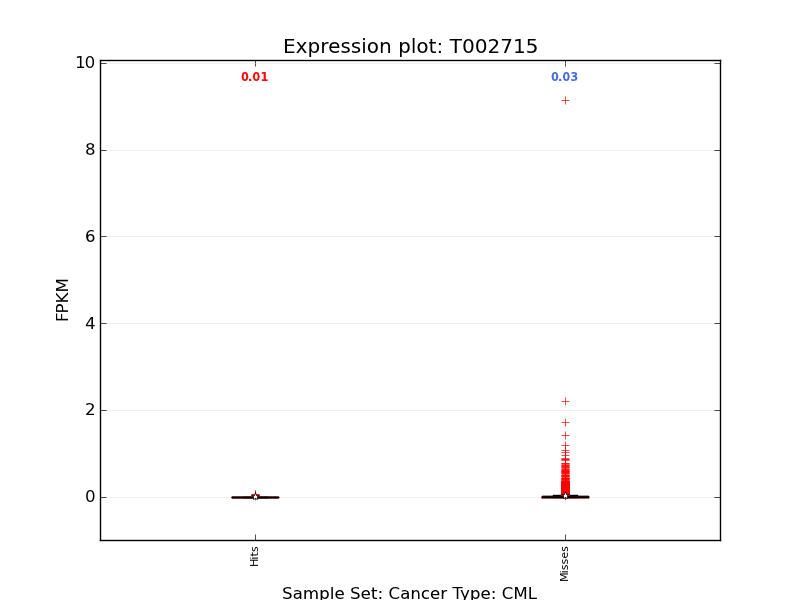 Expression plot: T002715
10
0.01
0.03
8
6
FPKM
4
2
0
Hits
Misses
Sample Set: Cancer Type: CML